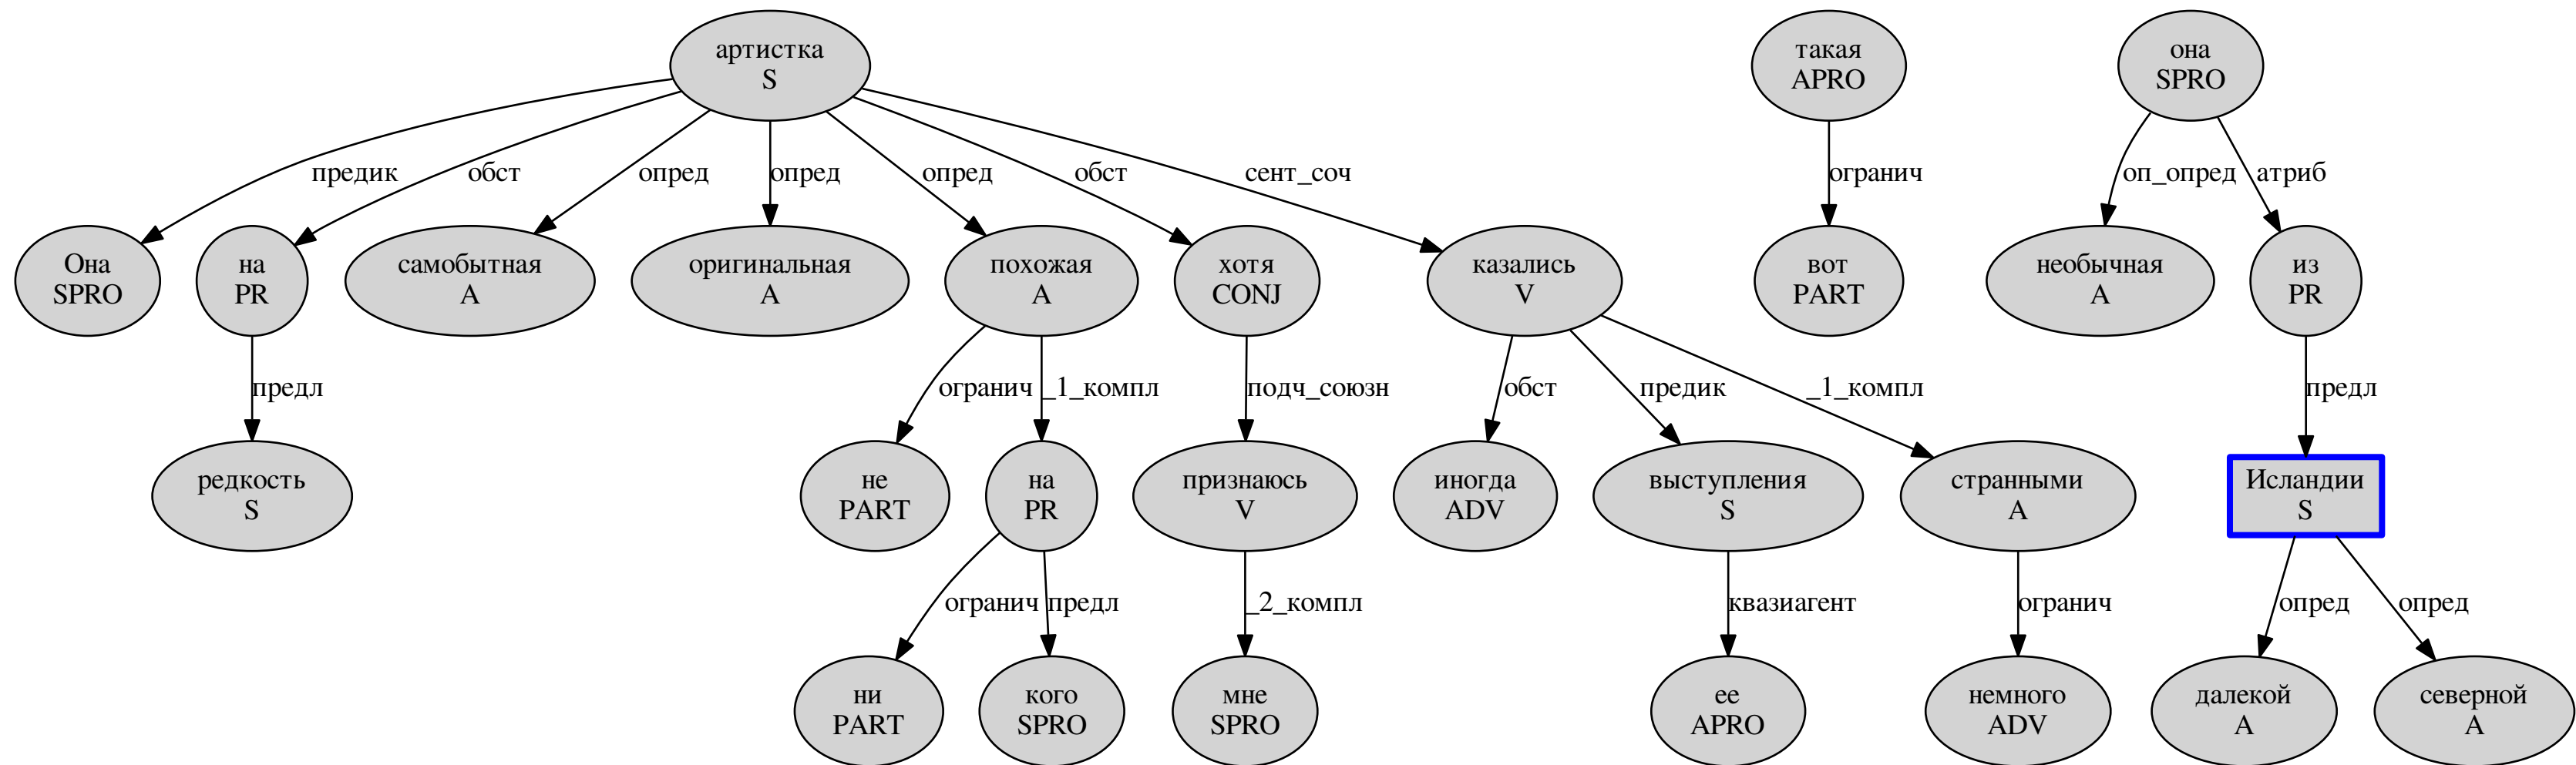 артистка
S
такая
APRO
она
SPRO
предик
обст
опред
опред
опред
обст
сент_соч
огранич
оп_опред
атриб
Она
SPRO
на
PR
самобытная
A
оригинальная
A
похожая
A
хотя
CONJ
казались
V
вот
PART
необычная
A
из
PR
предл
огранич
_1_компл
подч_союзн
обст
предик
_1_компл
предл
редкость
S
не
PART
на
PR
признаюсь
V
иногда
ADV
выступления
S
странными
A
Исландии
S
огранич
предл
_2_компл
квазиагент
огранич
опред
опред
ни
PART
кого
SPRO
мне
SPRO
ее
APRO
немного
ADV
далекой
A
северной
A